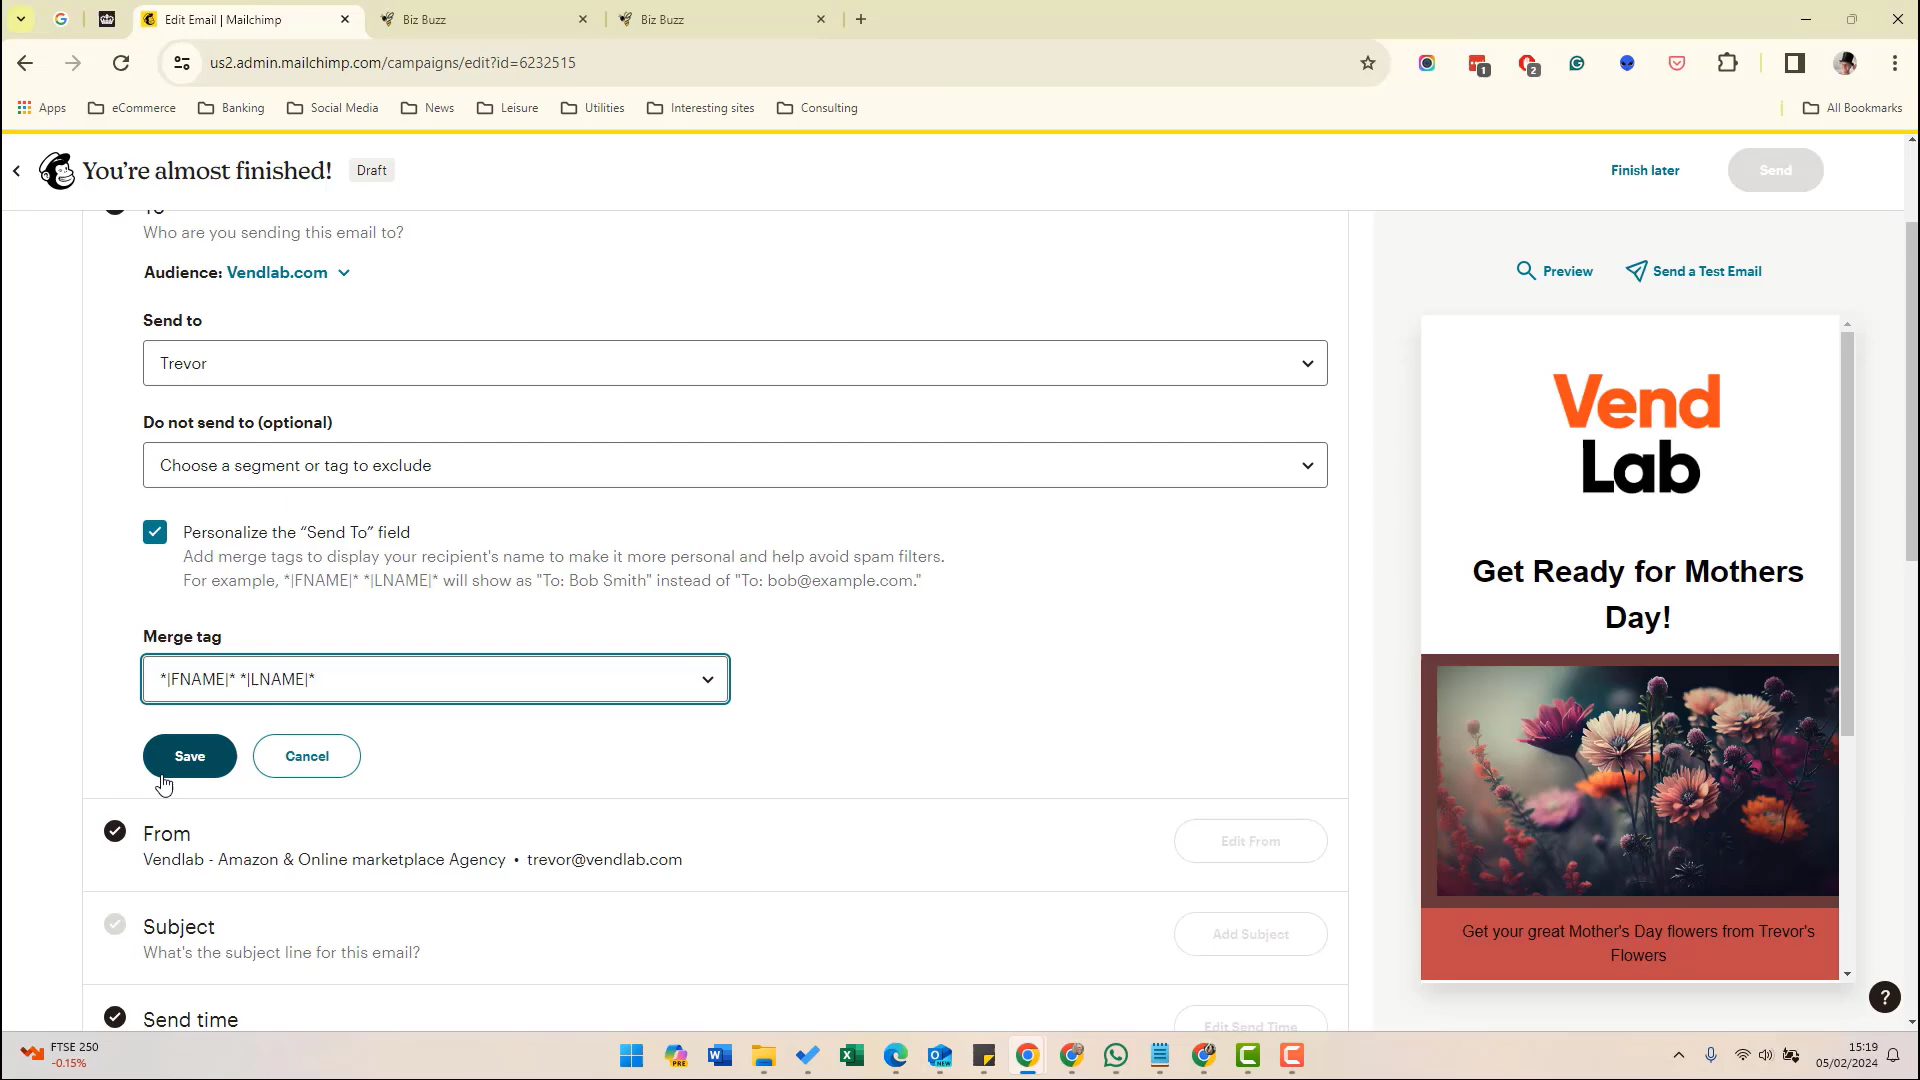 Edit Email | Mailchimp
Biz Buzz
Biz Buzz
us2.admin.mailchimp.com/campaigns/edit?id=6232515
1
2
Apps
eCommerce
Banking
Social Media
News
Leisure
Utilities
Interesting sites
Consulting
All Bookmarks
You're almost finished!
Draft
Finish later
Send
Who are you sending this email to?
Audience: Vendlab.com
Send to
Trevor
Do not send to (optional)
Choose a segment or tag to exclude
Personalize the “Send To” field
Add merge tags to display your recipient's name to make it more personal and help avoid spam filters.
For example, *|FNAME|* *|LNAME|* will show as "To: Bob Smith" instead of "To: bob@example.com."
Merge tag
*|FNAME|* *|LNAME|*
Save
Cancel
From
Vendlab - Amazon & Online marketplace Agency • trevor@vendlab.com
Edit From
Subject
What's the subject line for this email?
Add Subject
Send time
Edit Send Time
Preview
Send a Test Email
Vend
Lab
Get Ready for Mothers
Day!
Get your great Mother's Day flowers from Trevor's
Flowers
?
FTSE 250
-0.15%
PRE
NEW
15:19
05/02/2024